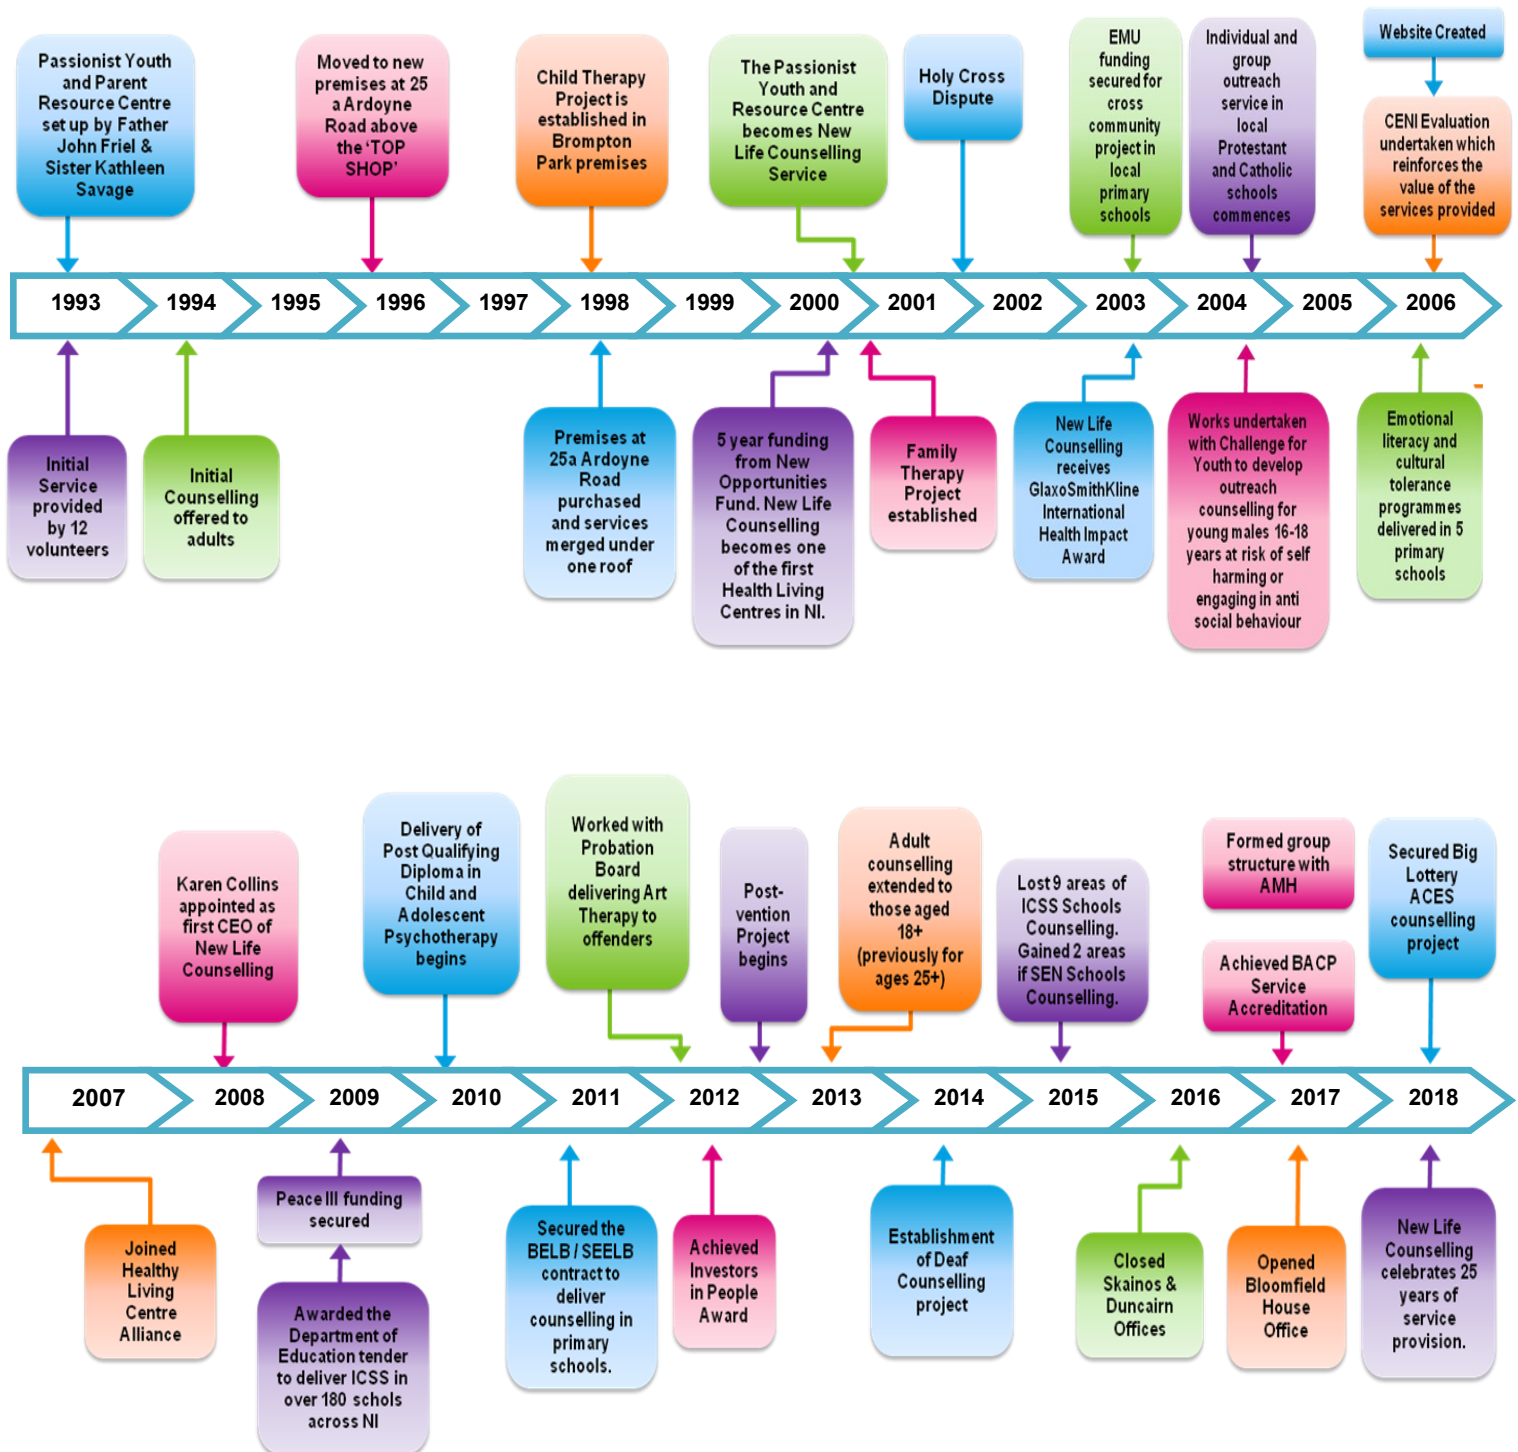 Passionist Youth
and Parent
Resource Centre
set up by Father
John Friel &
Sister Kathleen
Savage
Moved to new
premises at 25
a Ardoyne
Road above
the ‘TOP
SHOP’
Child Therapy
Project is
established in
Brompton
Park premises
The Passionist
Youth and
Resource Centre
becomes New
Life Counselling
Service
Holy Cross
Dispute
EMU
funding
secured for
cross
community
project in
local
primary
schools
Individual and
group
outreach
service in
local
Protestant
and Catholic
schools
commences
Website Created
CENI Evaluation
undertaken which
reinforces the
value of the
services provided
1993
1994
1995
1996
1997
1998
1999
2000
2001
2002
2003
2004
2005
2006
Initial
Service
provided
by 12
volunteers
Initial
Counselling
offered to
adults
Premises at
25a Ardoyne
Road
purchased
and services
merged under
one roof
5 year funding
from New
Opportunities
Fund. New Life
Counselling
becomes one
of the first
Health Living
Centres in NI.
Family
Therapy
Project
established
New Life
Counselling
receives
GlaxoSmithKline
International
Health Impact
Award
Works undertaken
with Challenge for
Youth to develop
outreach
counselling for
young males 16-18
years at risk of self
harming or
engaging in anti
social behaviour
Emotional
literacy and
cultural
tolerance
programmes
delivered in 5
primary
schools
Karen Collins
appointed as
first CEO of
New Life
Counselling
Delivery of
Post Qualifying
Diploma in
Child and
Adolescent
Psychotherapy
begins
Worked with
Probation
Board
delivering Art
Therapy to
offenders
Post-
vention
Project
begins
Adult
counselling
extended to
those aged
18+
(previously for
ages 25+)
Lost 9 areas of
ICSS Schools
Counselling.
Gained 2 areas
if SEN Schools
Counselling.
Formed group
structure with
AMH
Achieved BACP
Service
Accreditation
Secured Big
Lottery
ACES
counselling
project
2007
2008
2009
2010
2011
2012
2013
2014
2015
2016
2017
2018
Joined
Healthy
Living
Centre
Alliance
Peace III funding
secured
Awarded the
Department of
Education tender
to deliver ICSS in
over 180 schols
across NI
Secured the
BELB / SEELB
contract to
deliver
counselling in
primary
schools.
Achieved
Investors
in People
Award
Establishment
of Deaf
Counselling
project
Closed
Skainos &
Duncairn
Offices
Opened
Bloomfield
House
Office
New Life
Counselling
celebrates 25
years of
service
provision.